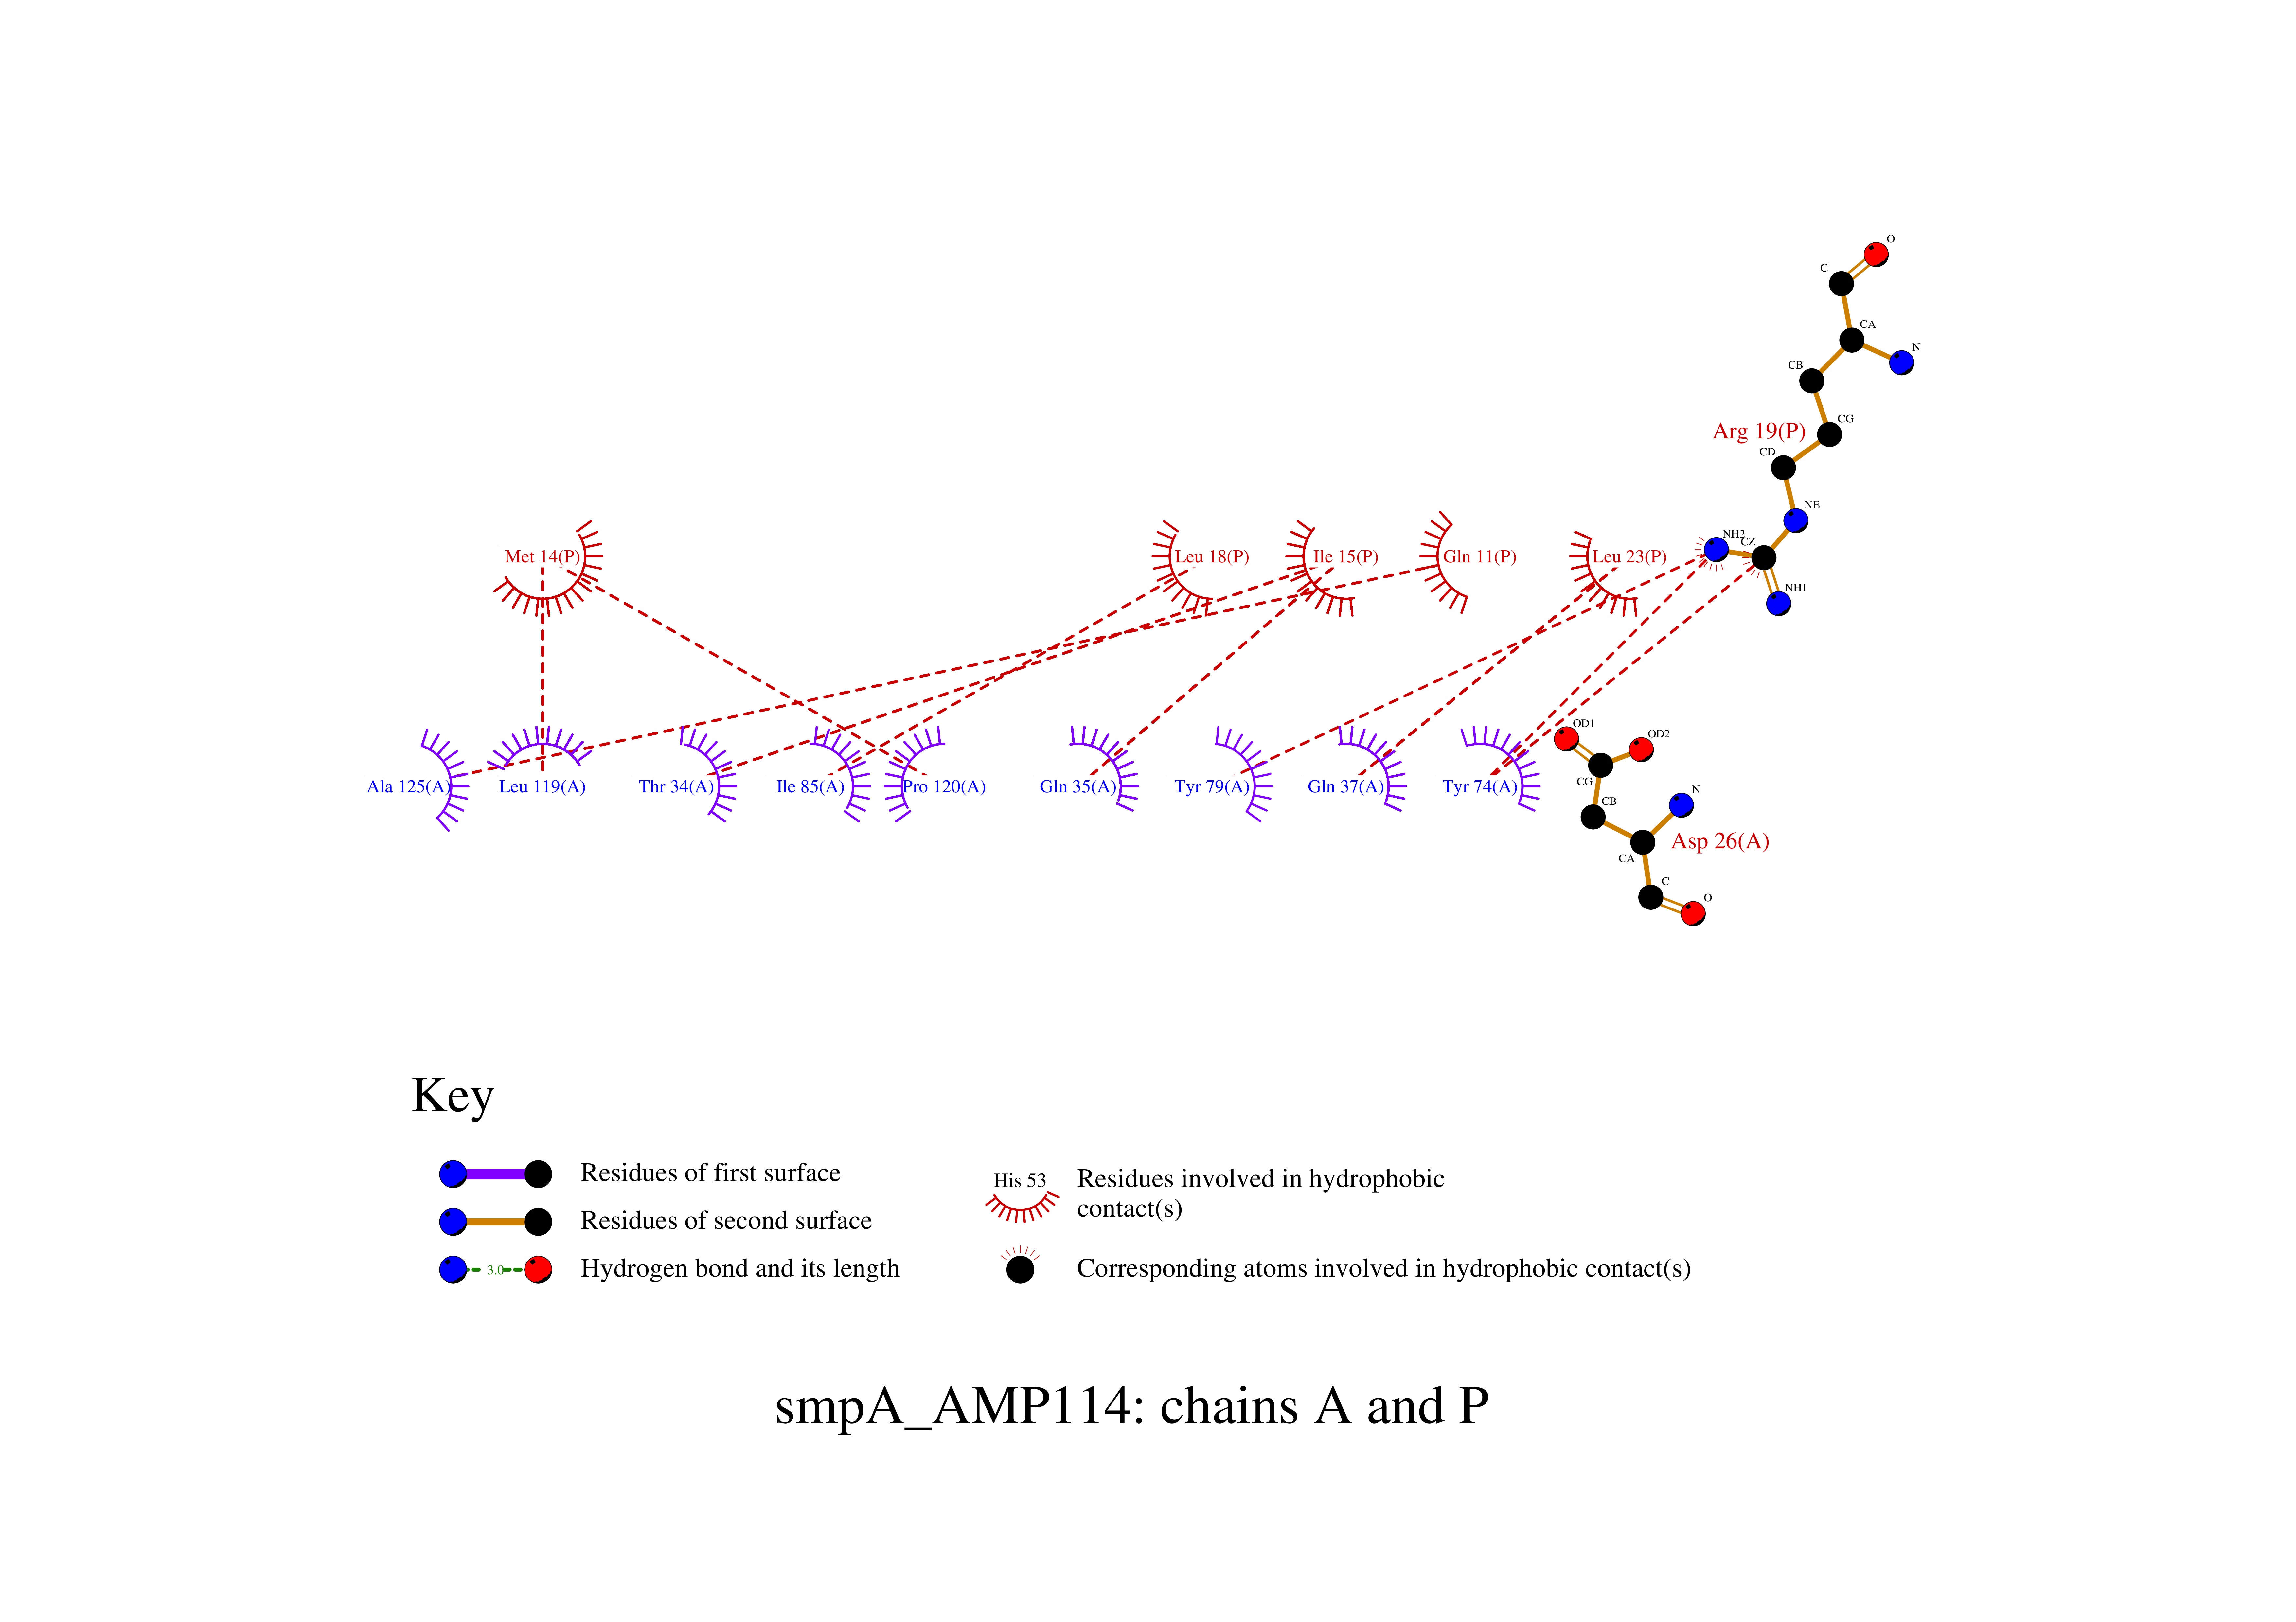 O
C
CA
N
CB
CG
Arg 19(P)
CD
NE
NH2
CZ
NH1
Met 14(P)
Leu 18(P)
Ile 15(P)
Gln 11(P)
Leu 23(P)
Ala 125(A)
Leu 119(A)
Thr 34(A)
Ile 85(A)
Pro 120(A)
Gln 35(A)
Tyr 79(A)
Gln 37(A)
Tyr 74(A)
OD1
OD2
CG
CB
N
Asp 26(A)
CA
C
O
Key
Residues of first surface
Residues of second surface
3.0
Hydrogen bond and its length
His 53
Residues involved in hydrophobic
contact(s)
Corresponding atoms involved in hydrophobic contact(s)
smpA_AMP114: chains A and P